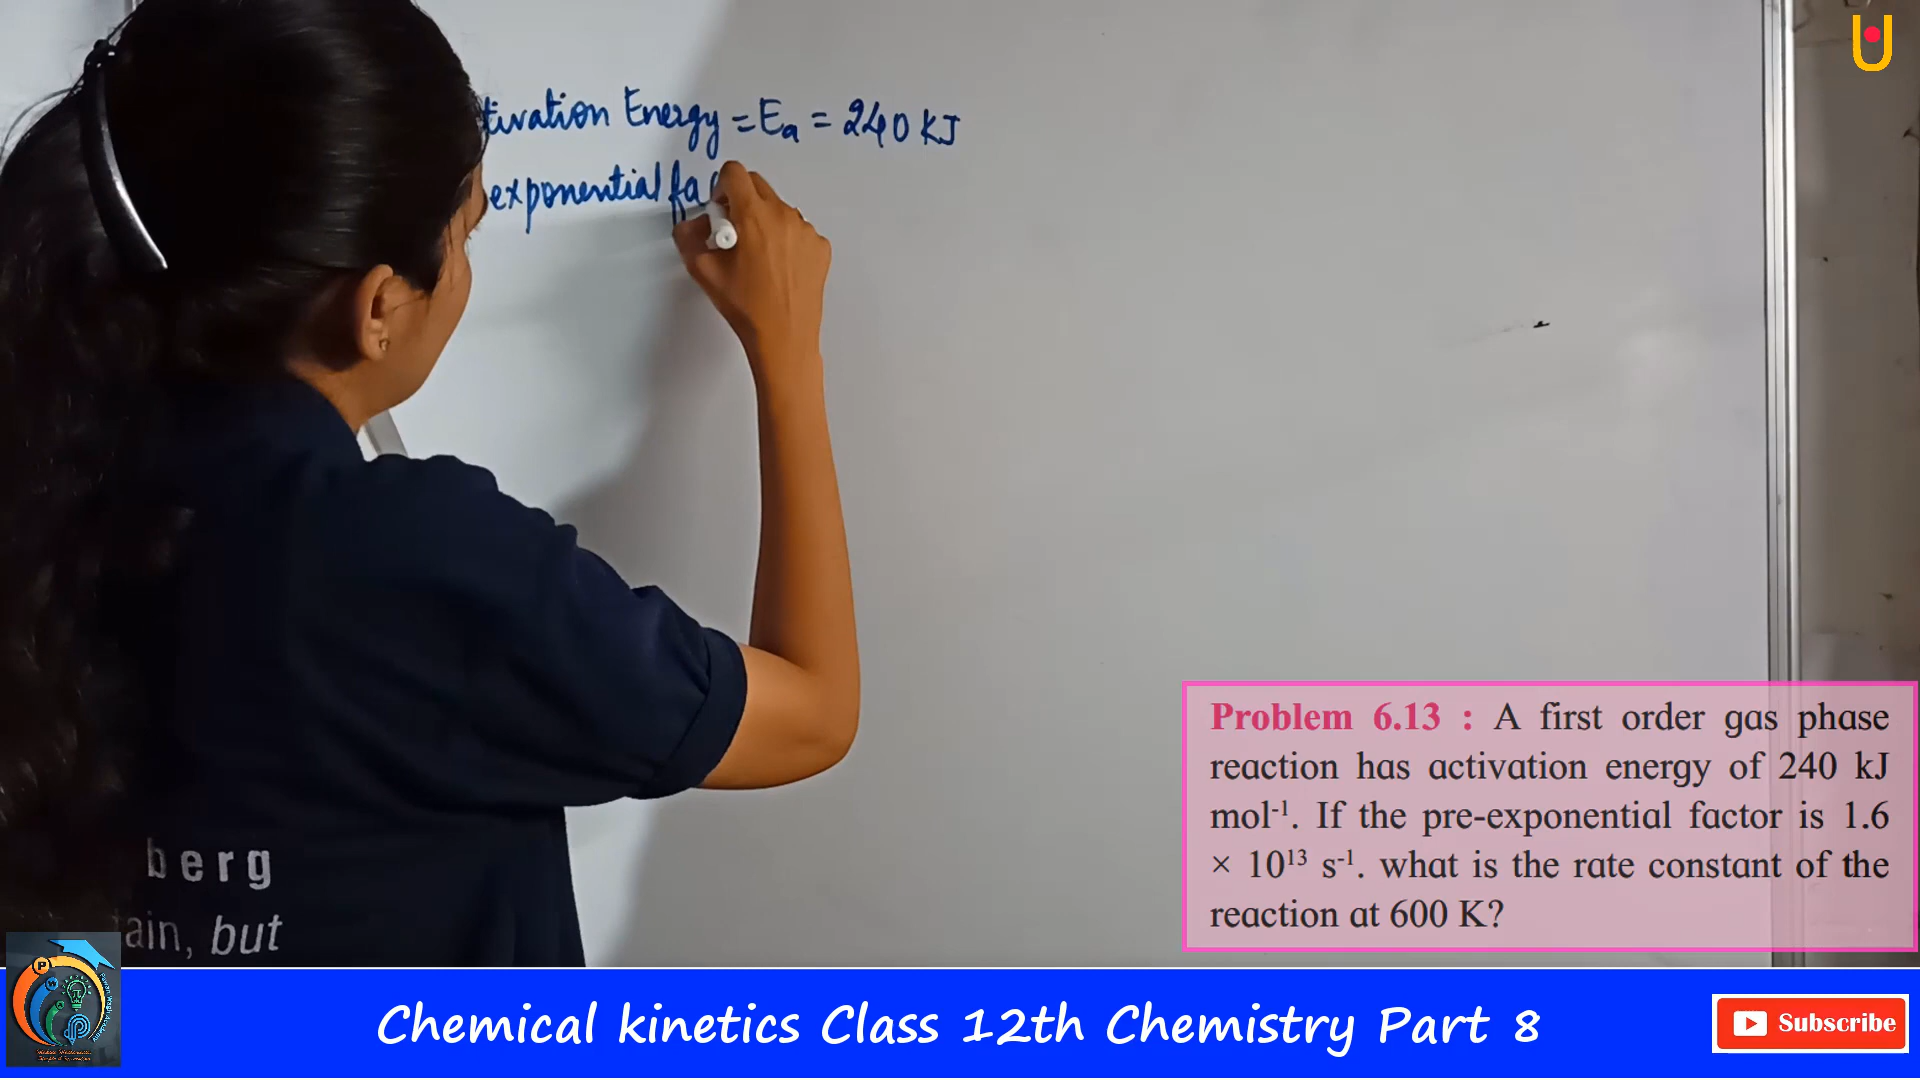 tivation Energy = Ea = 240 kJ
exponential fac
Problem 6.13 : A first order gas phase
reaction has activation energy of 240 kJ
mol⁻¹. If the pre-exponential factor is 1.6
× 10¹³ s⁻¹. what is the rate constant of the
reaction at 600 K?
berg
ain, but
Chemical kinetics Class 12th Chemistry Part 8
Subscribe